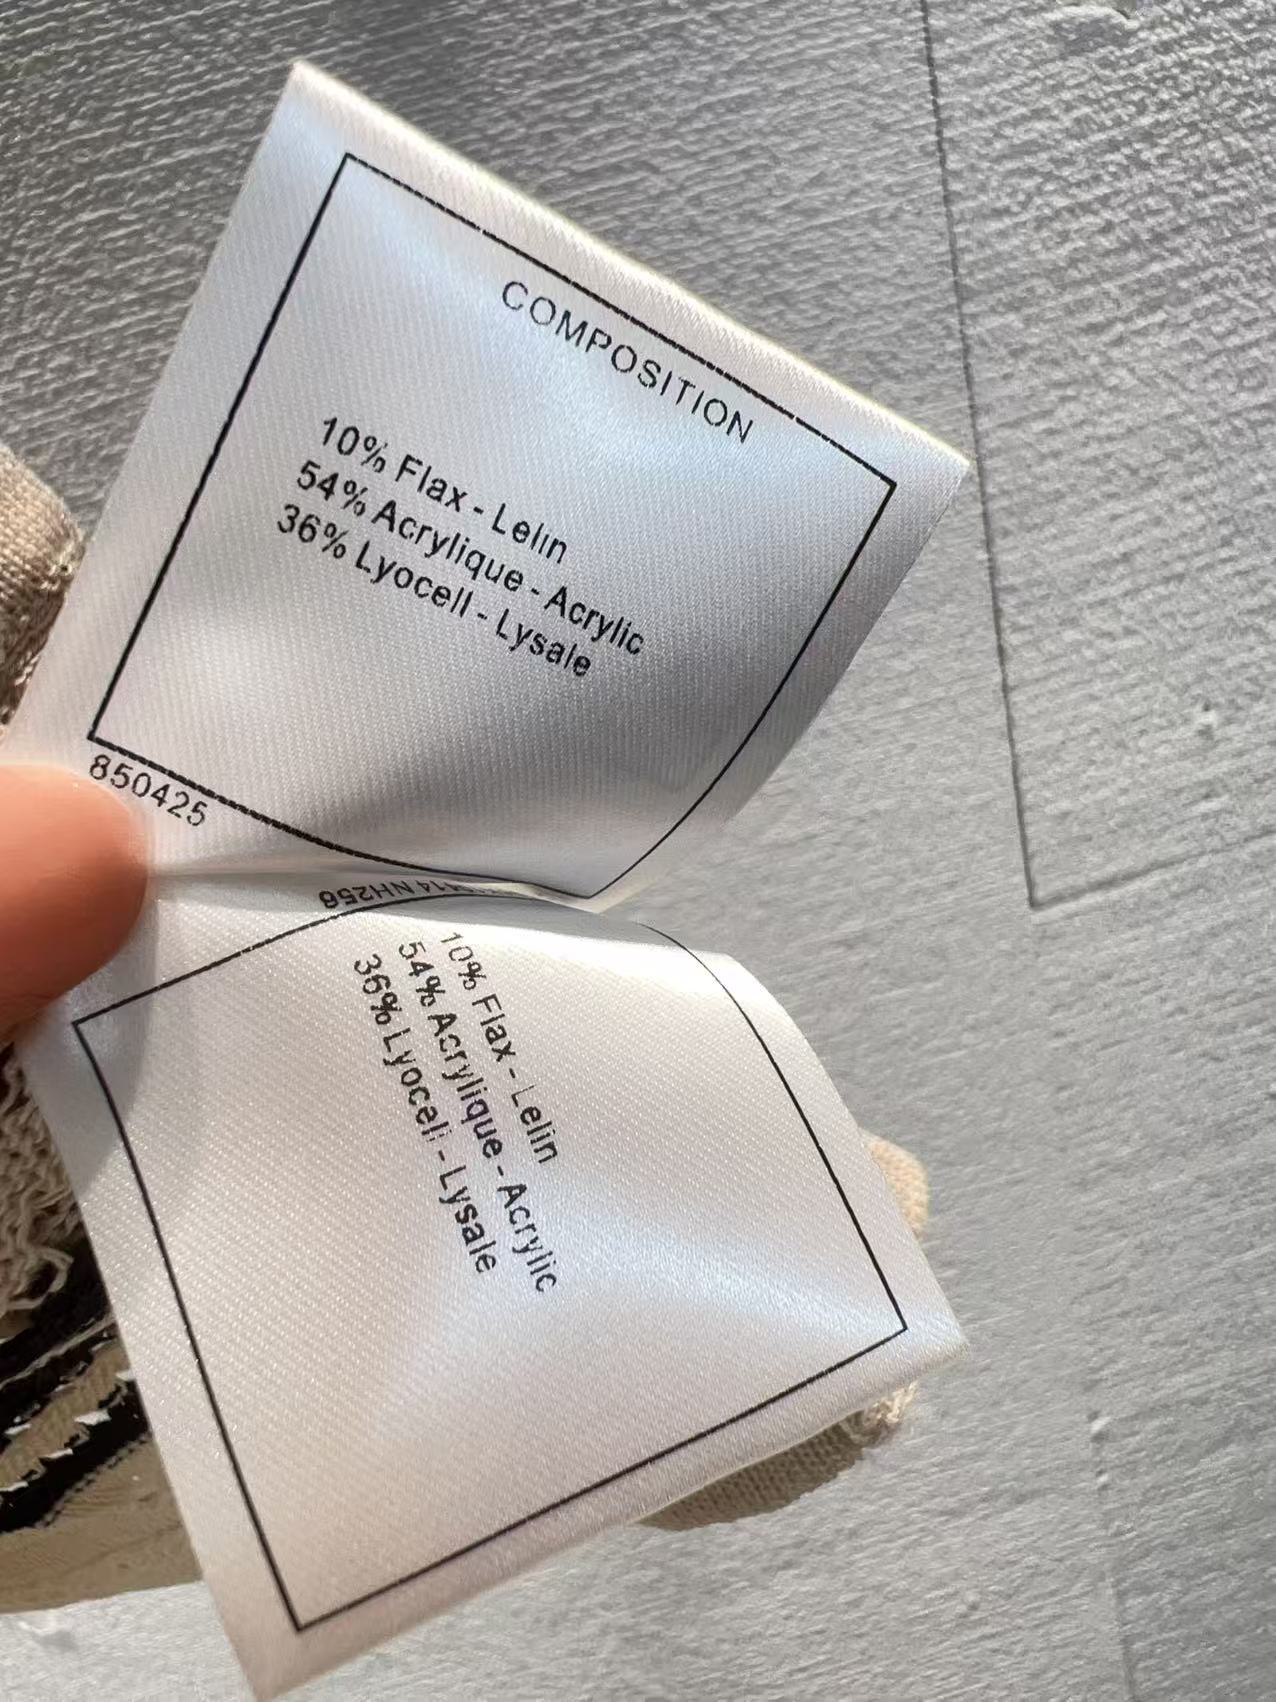 COMPOSITION
10% Flax - Lelin
54% Acrylique - Acrylic
36% Lyocell - Lysale
850425
NH256
10% Flax - Lelin
54% Acrylique - Acrylic
36% Lyocell - Lysale